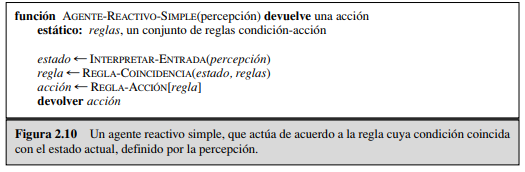 función AGENTE-REACTIVO-SIMPLE(percepción) devuelve una acción
estático: reglas, un conjunto de reglas condición-acción
estado ← INTERPRETAR-ENTRADA(percepción)
regla ← REGLA-COINCIDENCIA(estado, reglas)
acción ← REGLA-ACCIÓN[regla]
devolver acción
Figura 2.10 Un agente reactivo simple, que actúa de acuerdo a la regla cuya condición coincida
con el estado actual, definido por la percepción.